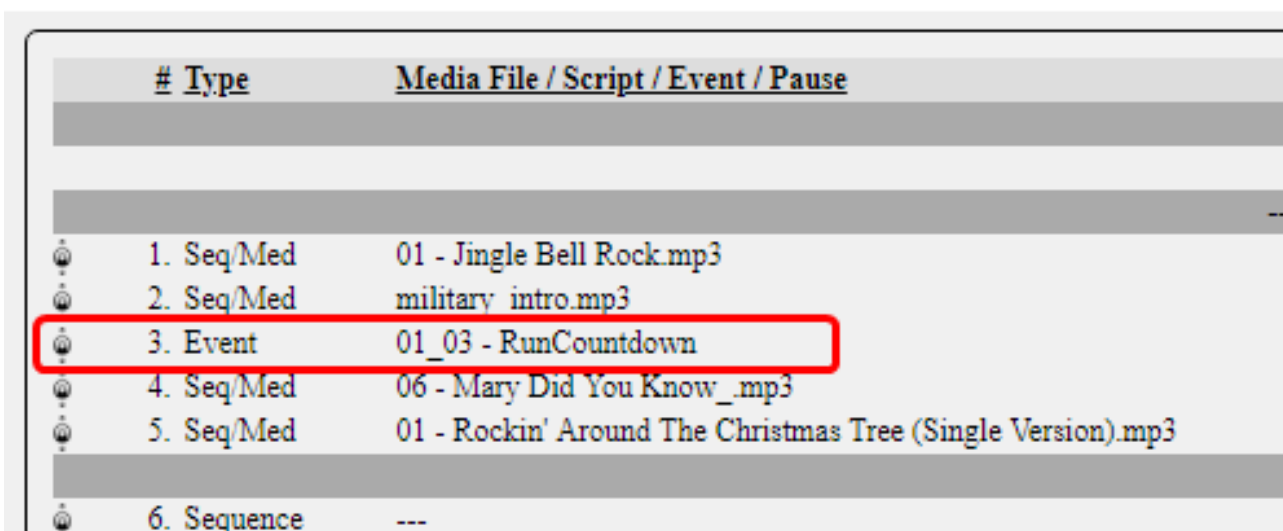 # Type Media File / Script / Event / Pause
--
1. Seq/Med 01 - Jingle Bell Rock.mp3
2. Seq/Med military_intro.mp3
3. Event 01_03 - RunCountdown
4. Seq/Med 06 - Mary Did You Know_.mp3
5. Seq/Med 01 - Rockin' Around The Christmas Tree (Single Version).mp3
6. Sequence ---